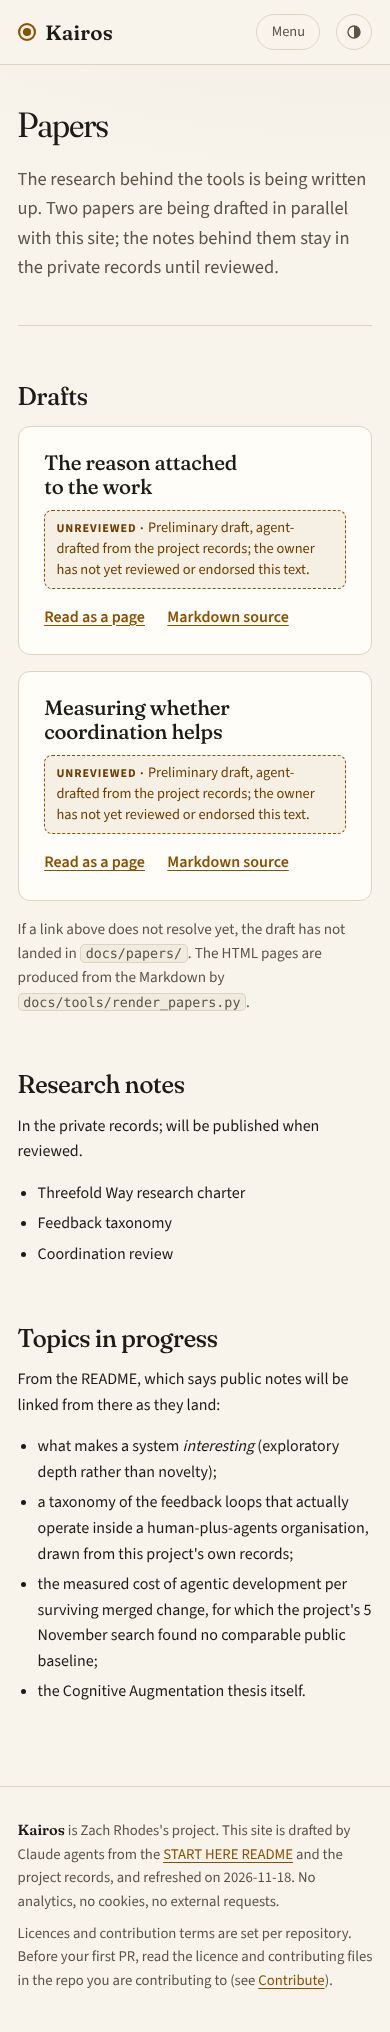 Kairos
Menu
Papers
The research behind the tools is being written
up. Two papers are being drafted in parallel
with this site; the notes behind them stay in
the private records until reviewed.
Drafts
The reason attached
to the work
UNREVIEWED · Preliminary draft, agent-
drafted from the project records; the owner
has not yet reviewed or endorsed this text.
Read as a page Markdown source
Measuring whether
coordination helps
UNREVIEWED · Preliminary draft, agent-
drafted from the project records; the owner
has not yet reviewed or endorsed this text.
Read as a page Markdown source
If a link above does not resolve yet, the draft has not
landed in docs/papers/. The HTML pages are
produced from the Markdown by
docs/tools/render_papers.py.
Research notes
In the private records; will be published when
reviewed.
• Threefold Way research charter
• Feedback taxonomy
• Coordination review
Topics in progress
From the README, which says public notes will be
linked from there as they land:
• what makes a system interesting (exploratory
depth rather than novelty);
• a taxonomy of the feedback loops that actually
operate inside a human-plus-agents organisation,
drawn from this project's own records;
• the measured cost of agentic development per
surviving merged change, for which the project's 5
November search found no comparable public
baseline;
• the Cognitive Augmentation thesis itself.
Kairos is Zach Rhodes's project. This site is drafted by
Claude agents from the START HERE README and the
project records, and refreshed on 2026-11-18. No
analytics, no cookies, no external requests.
Licences and contribution terms are set per repository.
Before your first PR, read the licence and contributing files
in the repo you are contributing to (see Contribute).